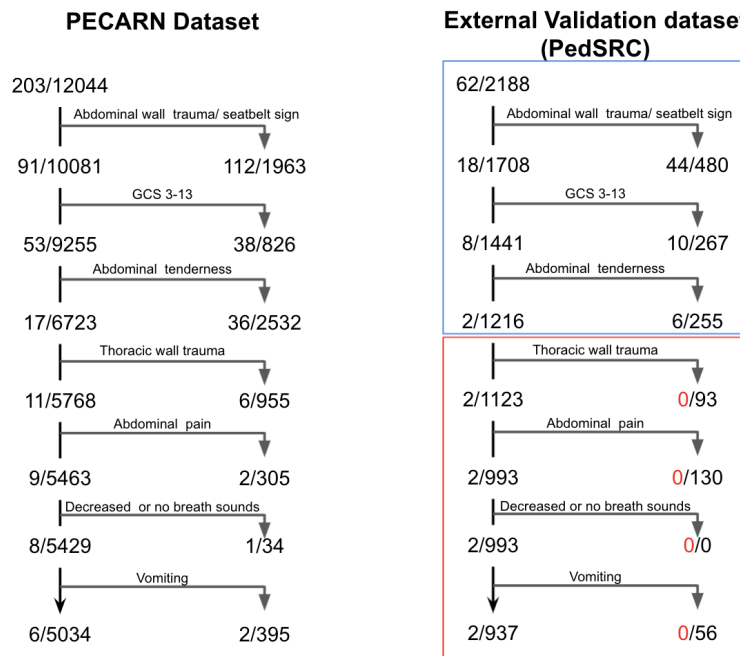 PECARN Dataset
203/12044
Abdominal wall trauma/ seatbelt sign
91/10081 112/1963
GCS 3-13
53/9255 38/826
Abdominal tenderness
17/6723 36/2532
Thoracic wall trauma
11/5768 6/955
Abdominal pain
9/5463 2/305
Decreased or no breath sounds
8/5429 1/34
Vomiting
6/5034 2/395
External Validation dataset
(PedSRC)
62/2188
Abdominal wall trauma/ seatbelt sign
18/1708 44/480
GCS 3-13
8/1441 10/267
Abdominal tenderness
2/1216 6/255
Thoracic wall trauma
2/1123 0/93
Abdominal pain
2/993 0/130
Decreased or no breath sounds
2/993 0/0
Vomiting
2/937 0/56